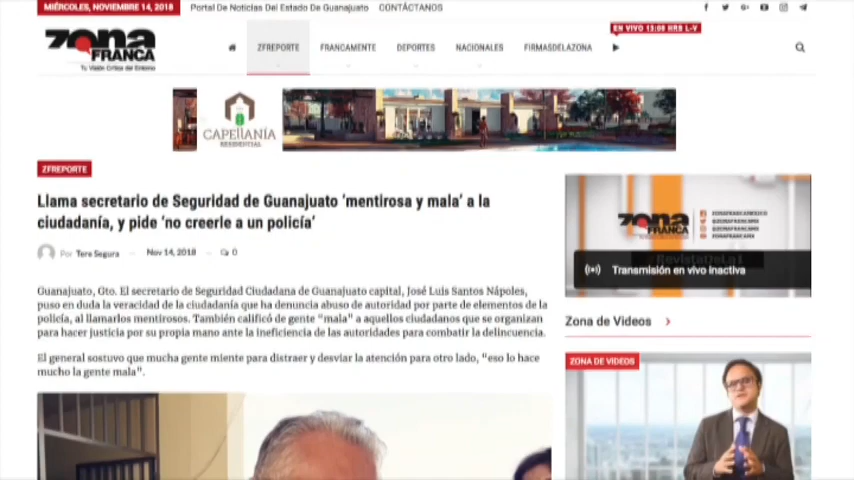 MIÉRCOLES, NOVIEMBRE 14, 2018
Portal De Noticias Del Estado De Guanajuato CONTÁCTANOS
EN VIVO 13:00 HRS L-V
ZONA FRANCA
Tu Visión Crítica del Entorno
ZFREPORTE FRANCAMENTE DEPORTES NACIONALES FIRMASDELAZONA
CAPELLANÍA
RESIDENTIAL
ZFREPORTE
Llama secretario de Seguridad de Guanajuato ‘mentirosa y mala’ a la
ciudadanía, y pide ‘no creerle a un policía’
Por Tere Segura — Nov 14, 2018 — 0
Guanajuato, Gto. El secretario de Seguridad Ciudadana de Guanajuato capital, José Luis Santos Nápoles,
puso en duda la veracidad de la ciudadanía que ha denuncia abuso de autoridad por parte de elementos de la
policía, al llamarlos mentirosos. También calificó de gente "mala" a aquellos ciudadanos que se organizan
para hacer justicia por su propia mano ante la ineficiencia de las autoridades para combatir la delincuencia.
El general sostuvo que mucha gente miente para distraer y desviar la atención para otro lado, "eso lo hace
mucho la gente mala".
ZONA FRANCA
Transmisión en vivo inactiva
Zona de Videos
ZONA DE VIDEOS